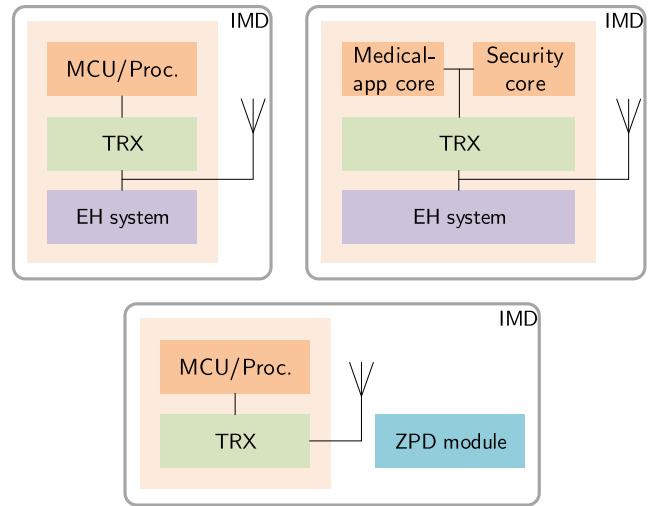 IMD
MCU/Proc.
TRX
EH system
IMD
Medical-
app core
Security
core
TRX
EH system
IMD
MCU/Proc.
TRX
ZPD module